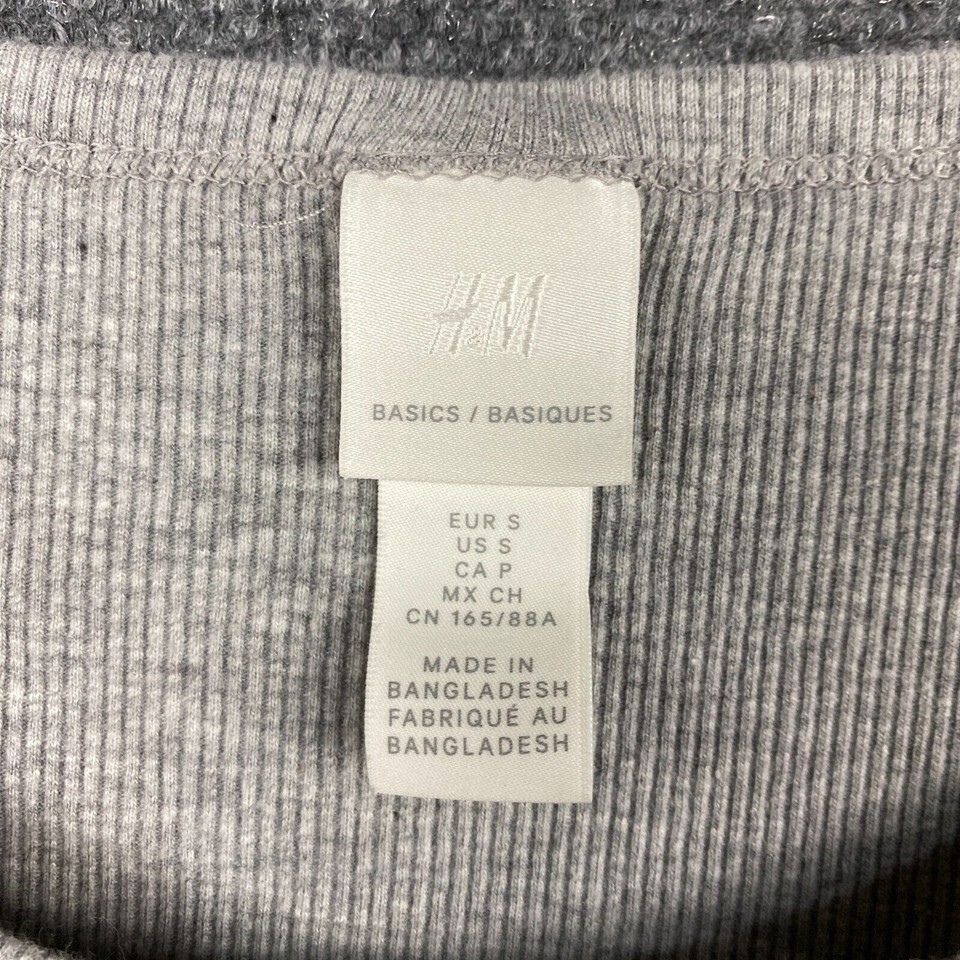 H&M
BASICS / BASIQUES
EUR S
US S
CA P
MX CH
CN 165/88A
MADE IN
BANGLADESH
FABRIQUÉ AU
BANGLADESH